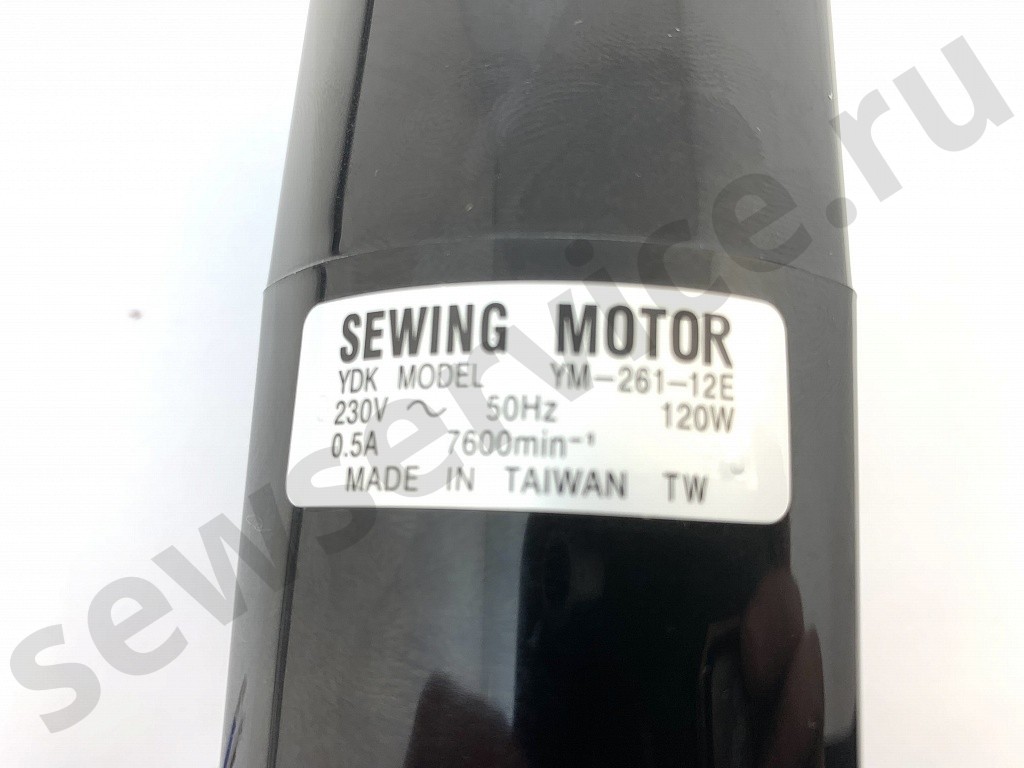 SEWING MOTOR
YDK MODEL YM-261-12E
230V ~ 50Hz 120W
0.5A 7600min⁻¹
MADE IN TAIWAN TW
sewservice.ru